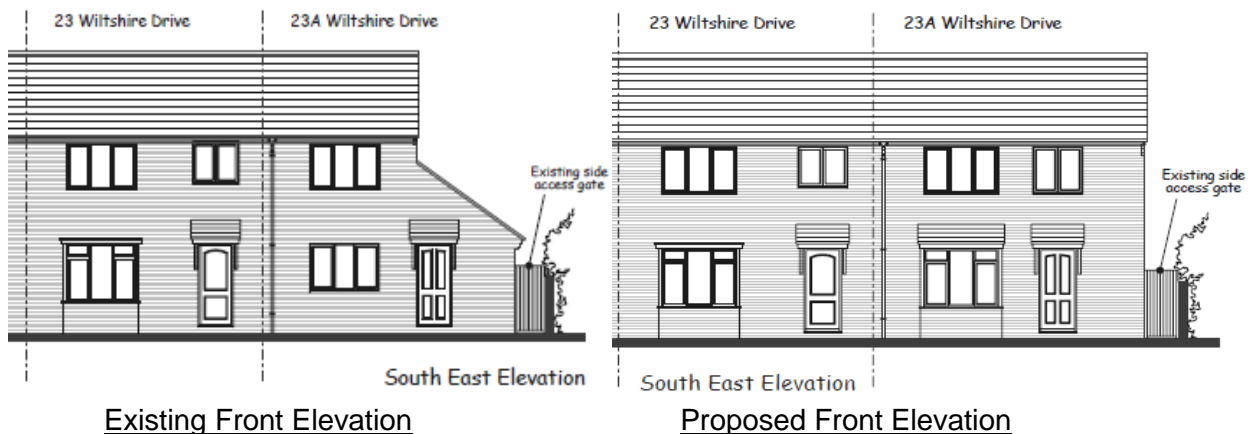 23 Wiltshire Drive
23A Wiltshire Drive
Existing side
access gate
South East Elevation
Existing Front Elevation
23 Wiltshire Drive
23A Wiltshire Drive
Existing side
access gate
South East Elevation
Proposed Front Elevation